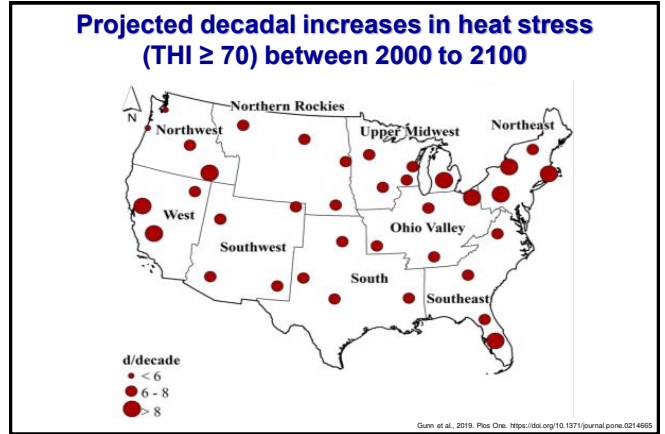 Projected decadal increases in heat stress
(THI ≥ 70) between 2000 to 2100
N
Northern Rockies
Northwest
Upper Midwest
Northeast
West
Southwest
Ohio Valley
South
Southeast
d/decade
< 6
6 - 8
> 8
Gunn et al., 2019. Plos One. https://doi.org/10.1371/journal.pone.0214665